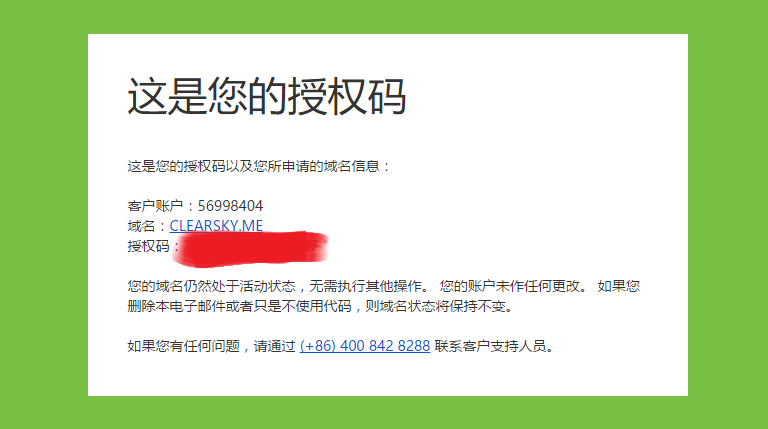 这是您的授权码
这是您的授权码以及您所申请的域名信息：
客户账户：56998404
域名：CLEARSKY.ME
授权码：
您的域名仍然处于活动状态，无需执行其他操作。 您的账户未作任何更改。 如果您
删除本电子邮件或者只是不使用代码，则域名状态将保持不变。
如果您有任何问题，请通过 (+86) 400 842 8288 联系客户支持人员。